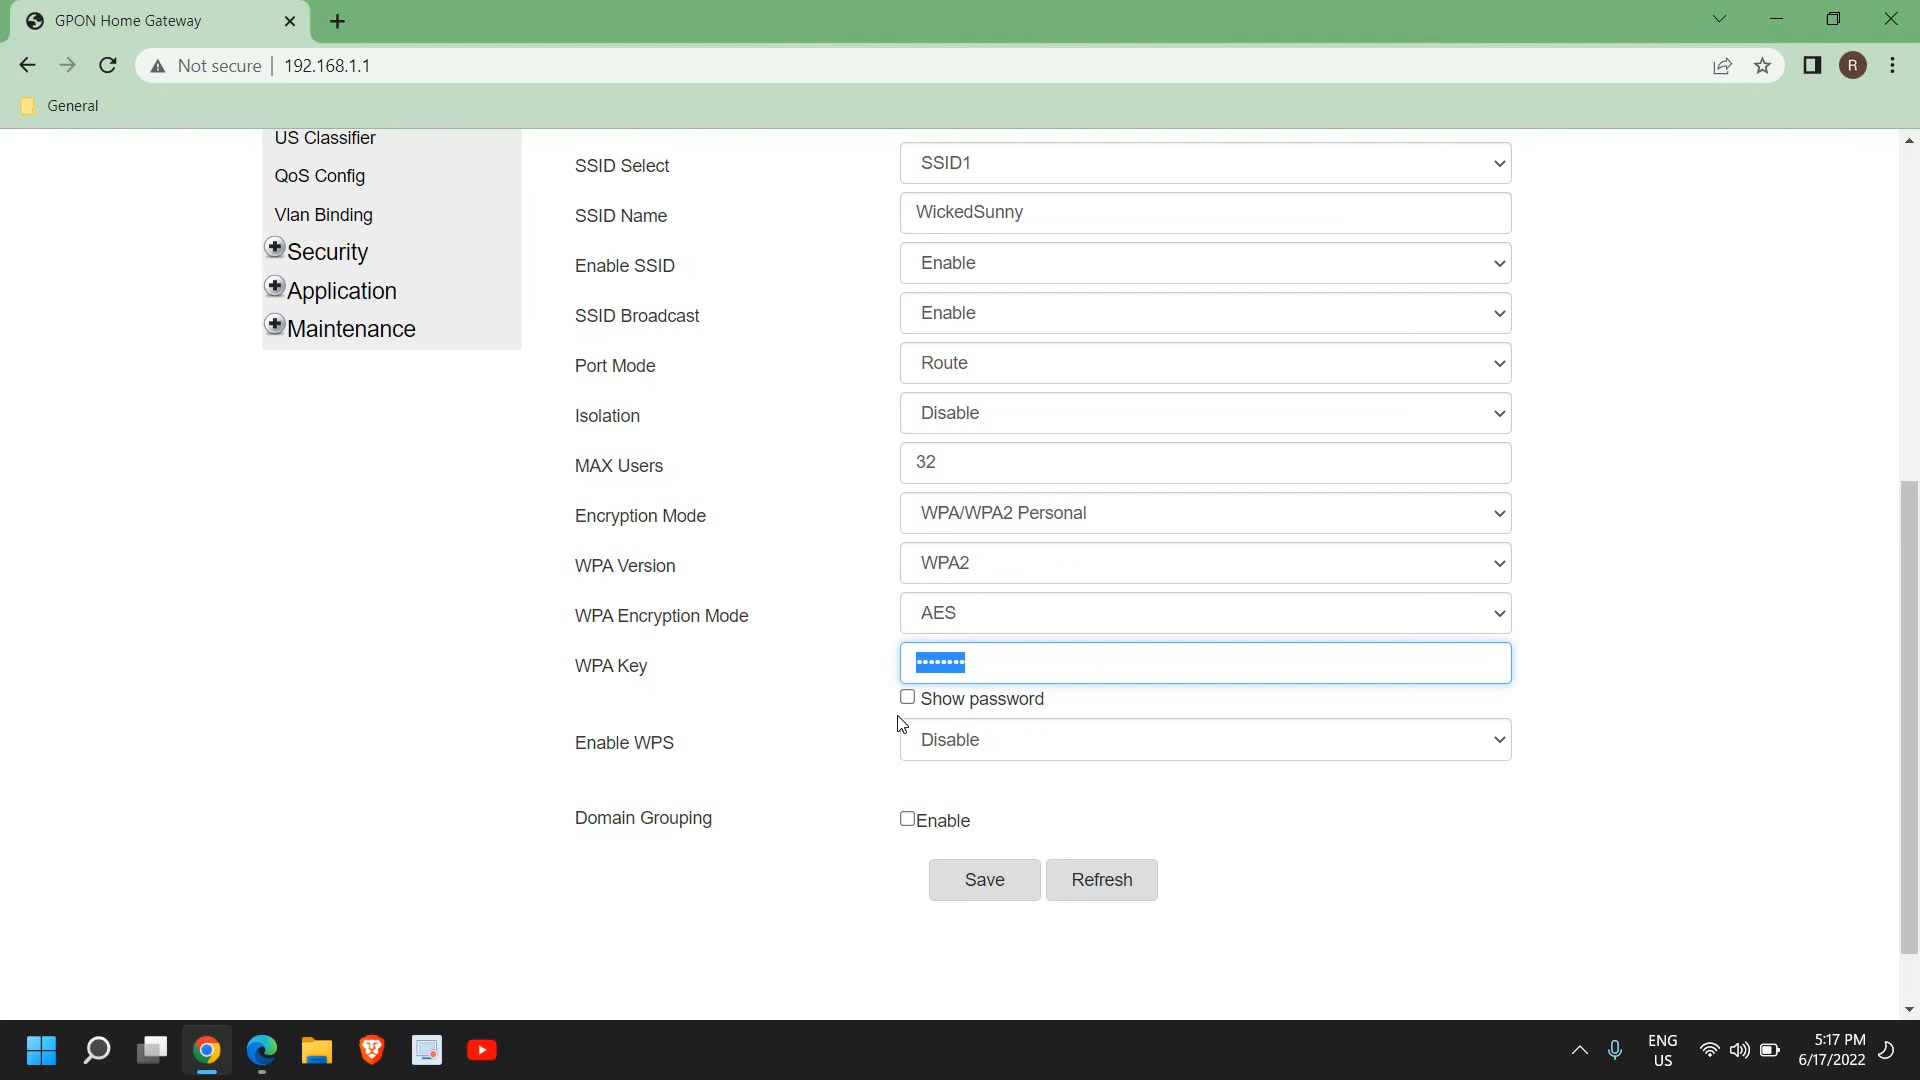 GPON Home Gateway
Not secure 192.168.1.1
R
General
US Classifier
QoS Config
Vlan Binding
Security
Application
Maintenance
SSID Select SSID1
SSID Name WickedSunny
Enable SSID Enable
SSID Broadcast Enable
Port Mode Route
Isolation Disable
MAX Users 32
Encryption Mode WPA/WPA2 Personal
WPA Version WPA2
WPA Encryption Mode AES
WPA Key ••••••••
Show password
Enable WPS Disable
Domain Grouping Enable
Save Refresh
ENG
US
5:17 PM
6/17/2022